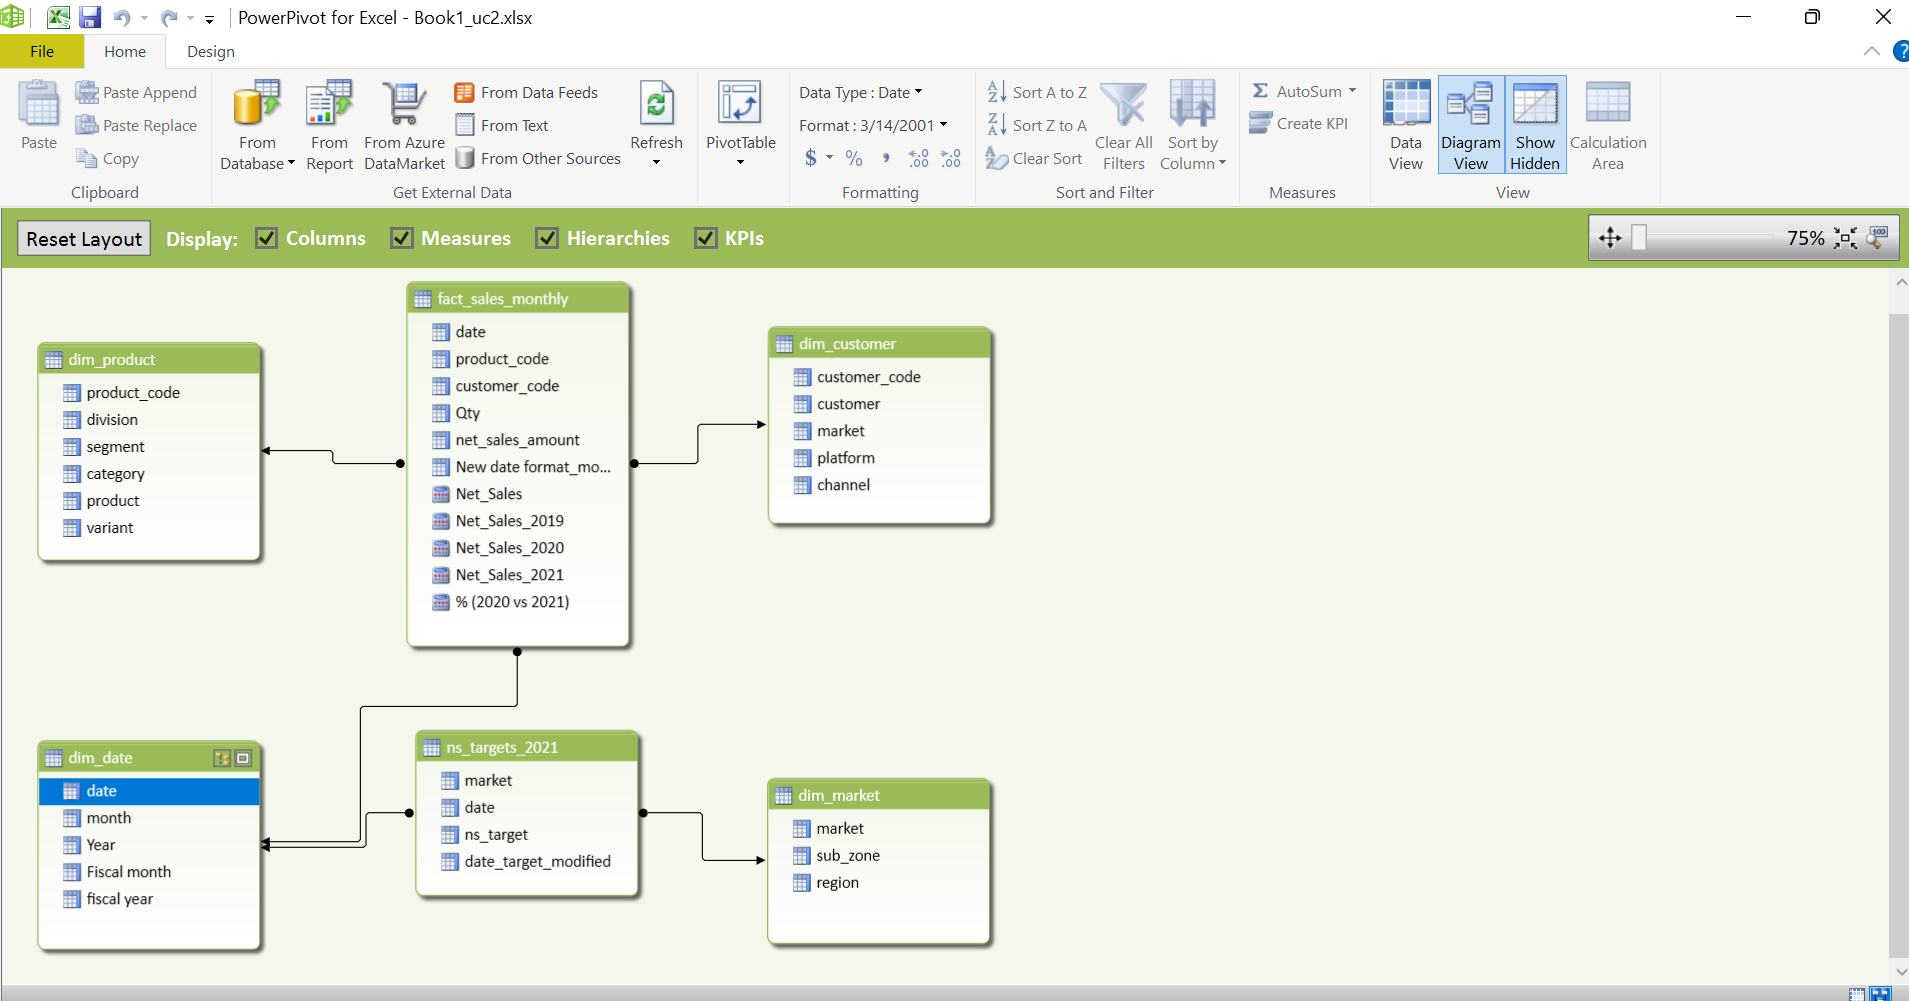 PowerPivot for Excel - Book1_uc2.xlsx
File
Home
Design
?
Paste
Paste Append
Paste Replace
Copy
Clipboard
From
Database
From
Report
From Azure
DataMarket
From Data Feeds
From Text
From Other Sources
Get External Data
Refresh
PivotTable
Data Type : Date
Format : 3/14/2001
$ % , .00 .00
Formatting
Sort A to Z
Sort Z to A
Clear Sort
Clear All
Filters
Sort by
Column
Sort and Filter
Σ AutoSum
Create KPI
Measures
Data
View
Diagram
View
Show
Hidden
Calculation
Area
View
Reset Layout
Display:
Columns
Measures
Hierarchies
KPIs
75%
100
dim_product
product_code
division
segment
category
product
variant
fact_sales_monthly
date
product_code
customer_code
Qty
net_sales_amount
New date format_mo...
Net_Sales
Net_Sales_2019
Net_Sales_2020
Net_Sales_2021
% (2020 vs 2021)
dim_customer
customer_code
customer
market
platform
channel
dim_date
date
month
Year
Fiscal month
fiscal year
ns_targets_2021
market
date
ns_target
date_target_modified
dim_market
market
sub_zone
region